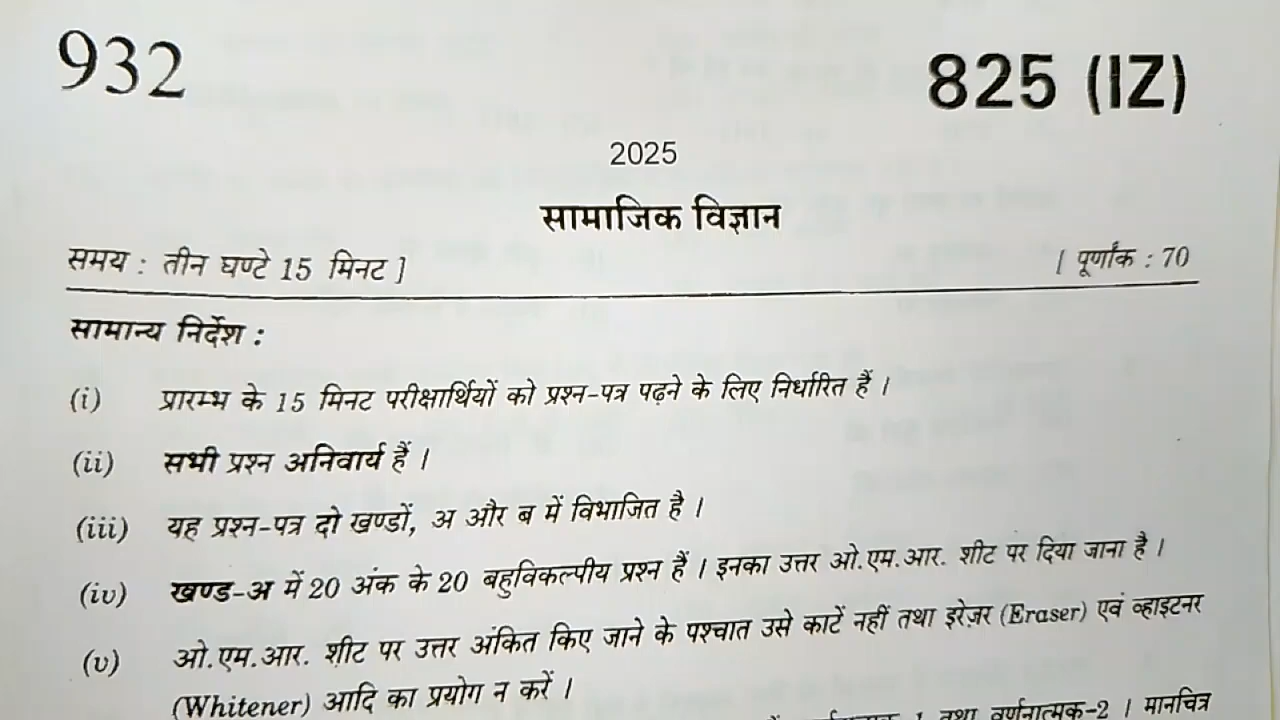 932
825 (IZ)
2025
सामाजिक विज्ञान
समय : तीन घण्टे 15 मिनट ]
[ पूर्णांक : 70
सामान्य निर्देश :
(i) प्रारम्भ के 15 मिनट परीक्षार्थियों को प्रश्न-पत्र पढ़ने के लिए निर्धारित हैं ।
(ii) सभी प्रश्न अनिवार्य हैं ।
(iii) यह प्रश्न-पत्र दो खण्डों, अ और ब में विभाजित है ।
(iv) खण्ड-अ में 20 अंक के 20 बहुविकल्पीय प्रश्न हैं । इनका उत्तर ओ.एम.आर. शीट पर दिया जाना है ।
(v) ओ.एम.आर. शीट पर उत्तर अंकित किए जाने के पश्चात उसे काटें नहीं तथा इरेज़र (Eraser) एवं व्हाइटनर
(Whitener) आदि का प्रयोग न करें ।
तथा वर्णनात्मक-2 । मानचित्र